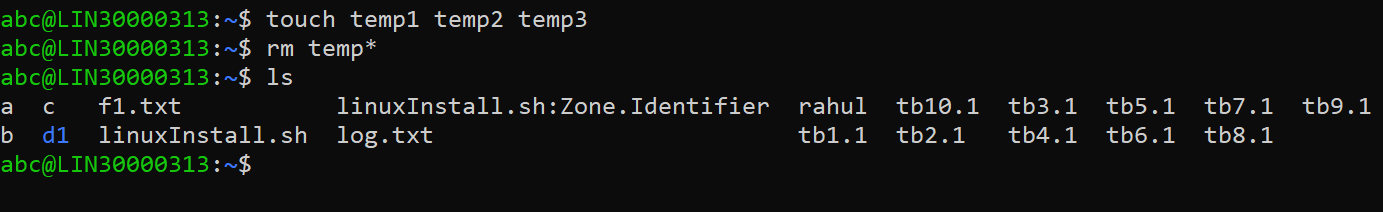 abc@LIN30000313:~$ touch temp1 temp2 temp3
abc@LIN30000313:~$ rm temp*
abc@LIN30000313:~$ ls
a  c   f1.txt           linuxInstall.sh:Zone.Identifier  rahul  tb10.1  tb3.1  tb5.1  tb7.1  tb9.1
b  d1  linuxInstall.sh  log.txt                          tb1.1  tb2.1   tb4.1  tb6.1  tb8.1
abc@LIN30000313:~$